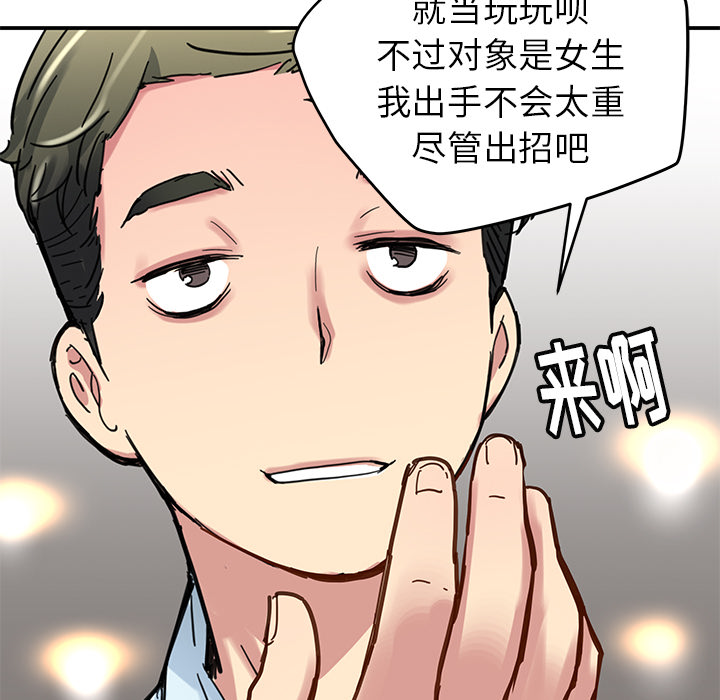 就当玩玩呗
不过对象是女生
我出手不会太重
尽管出招吧
来啊